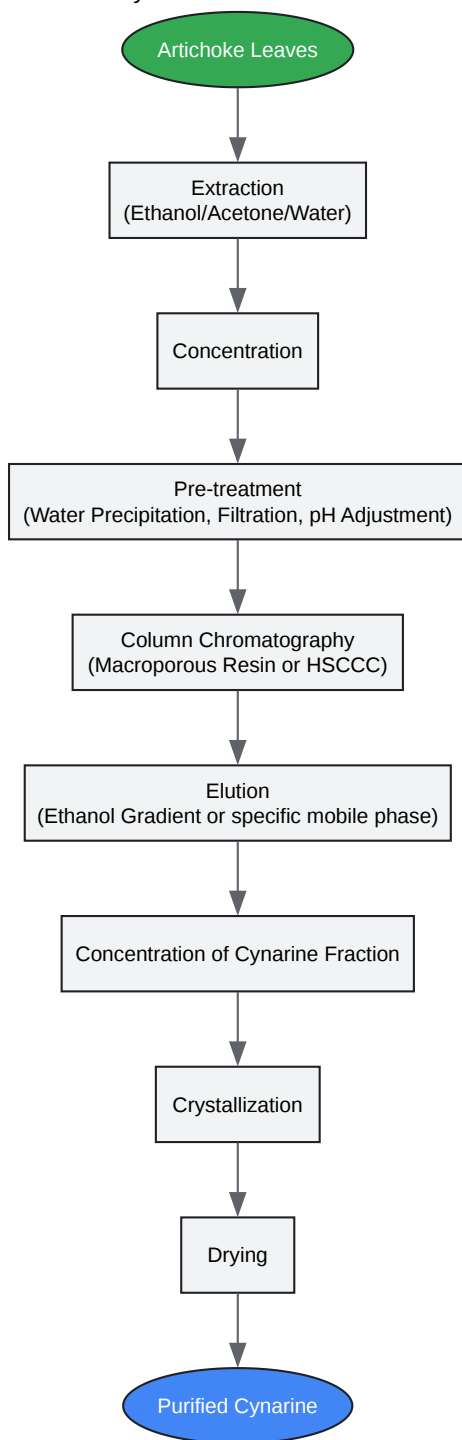 Artichoke Leaves
Extraction
(Ethanol/Acetone/Water)
Concentration
Pre-treatment
(Water Precipitation, Filtration, pH Adjustment)
Column Chromatography
(Macroporous Resin or HSCCC)
Elution
(Ethanol Gradient or specific mobile phase)
Concentration of Cynarine Fraction
Crystallization
Drying
Purified Cynarine